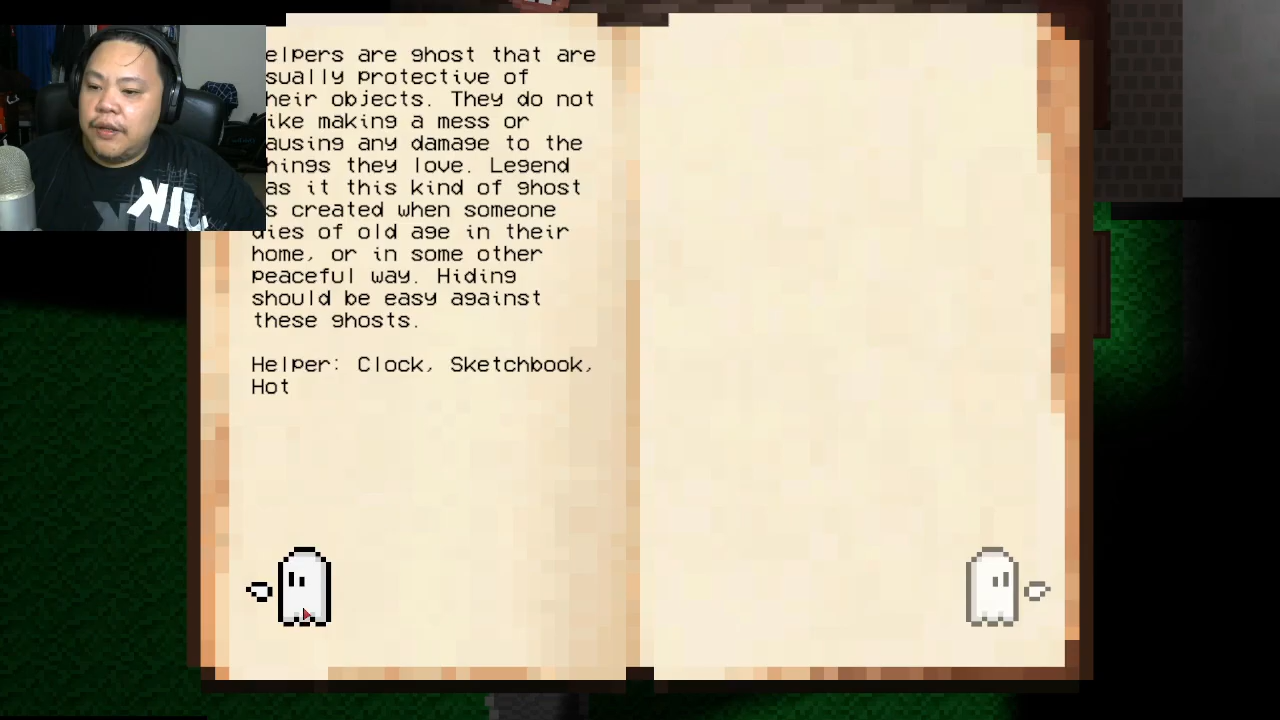 elpers are ghost that are
sually protective of
heir objects. They do not
ike making a mess or
ausing any damage to the
hings they love. Legend
as it this kind of ghost
s created when someone
dies of old age in their
home, or in some other
peaceful way. Hiding
should be easy against
these ghosts.
Helper: Clock, Sketchbook,
Hot